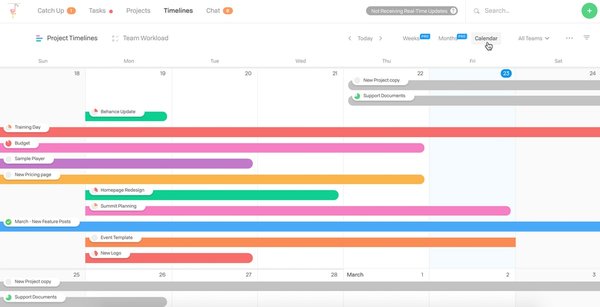 Catch Up 1 Tasks Projects Timelines Chat 8 Not Receiving Real-Time Updates ? Search...
Project Timelines Team Workload Today Weeks PRO Months PRO Calendar All Teams
Sun Mon Tue Wed Thu Fri Sat
18 19 20 21 22 23 24
New Project copy
Support Documents
Behance Update
Training Day
Budget
Sample Player
New Pricing page
Homepage Redesign
Summit Planning
March - New Feature Posts
Event Template
New Logo
25 26 27 28 March 1 2 3
New Project copy
Support Documents